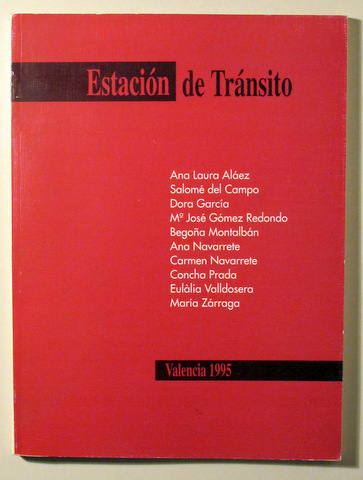 Estación de Tránsito
Ana Laura Aláez
Salomé del Campo
Dora García
Mª José Gómez Redondo
Begoña Montalbán
Ana Navarrete
Carmen Navarrete
Concha Prada
Eulàlia Valldosera
María Zárraga
Valencia 1995